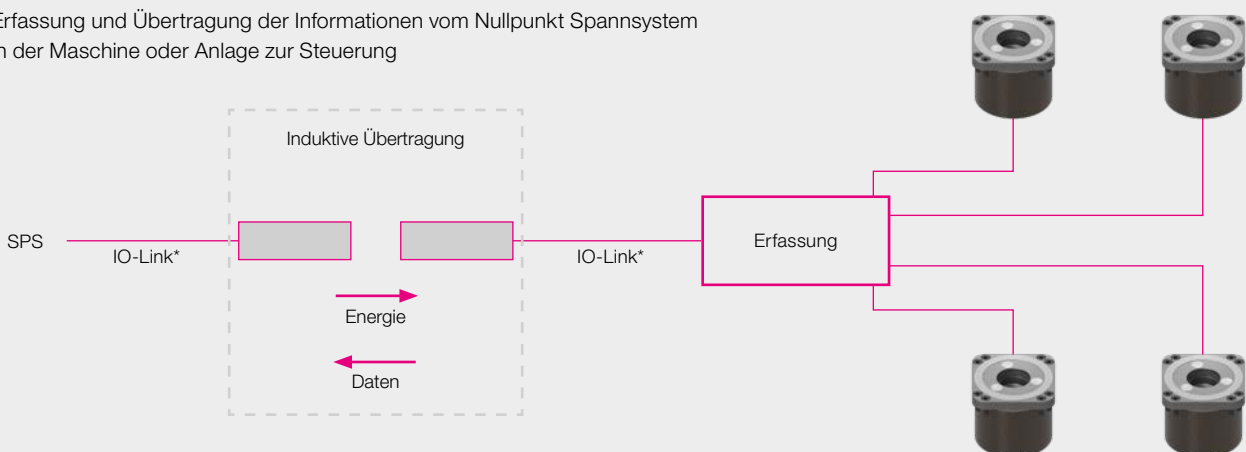 Erfassung und Übertragung der Informationen vom Nullpunkt Spannsystem
der Maschine oder Anlage zur Steuerung
Induktive Übertragung
SPS
IO-Link*
IO-Link*
Erfassung
Energie
Daten